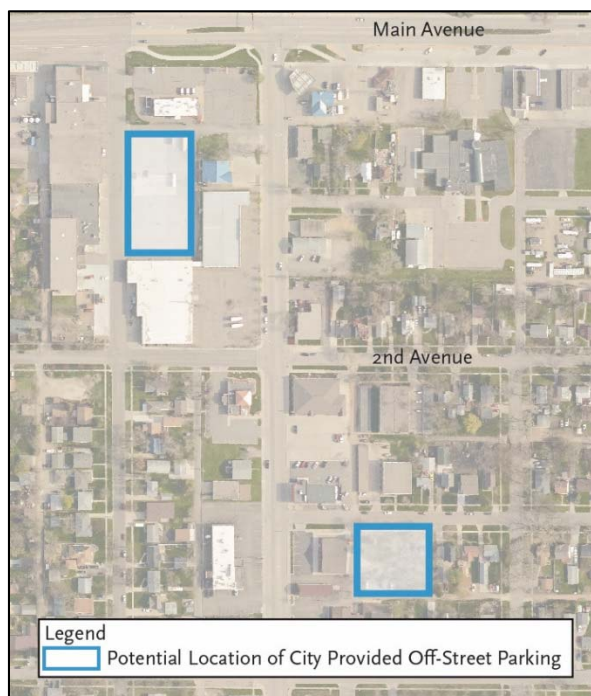 Main Avenue
2nd Avenue
Legend
Potential Location of City Provided Off-Street Parking